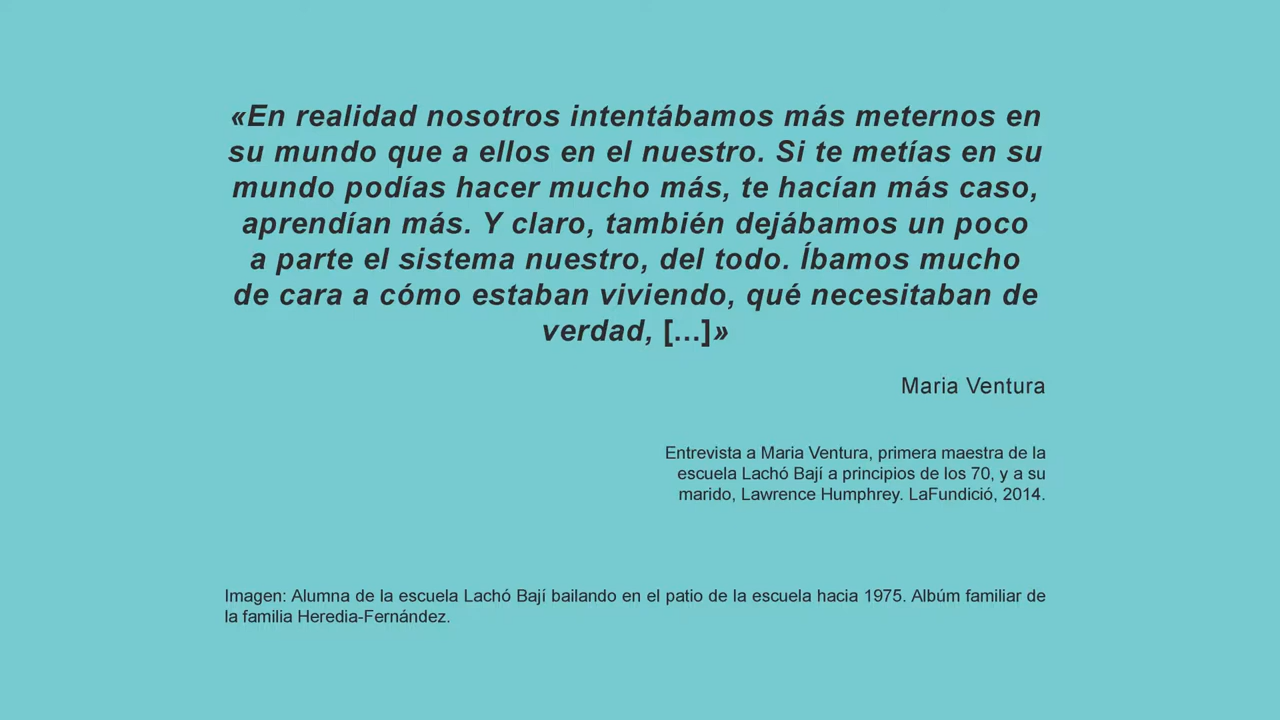 «En realidad nosotros intentábamos más meternos en
su mundo que a ellos en el nuestro. Si te metías en su
mundo podías hacer mucho más, te hacían más caso,
aprendían más. Y claro, también dejábamos un poco
a parte el sistema nuestro, del todo. Íbamos mucho
de cara a cómo estaban viviendo, qué necesitaban de
verdad, [...]»
Maria Ventura
Entrevista a Maria Ventura, primera maestra de la
escuela Lachó Bají a principios de los 70, y a su
marido, Lawrence Humphrey. LaFundició, 2014.
Imagen: Alumna de la escuela Lachó Bají bailando en el patio de la escuela hacia 1975. Albúm familiar de
la familia Heredia-Fernández.